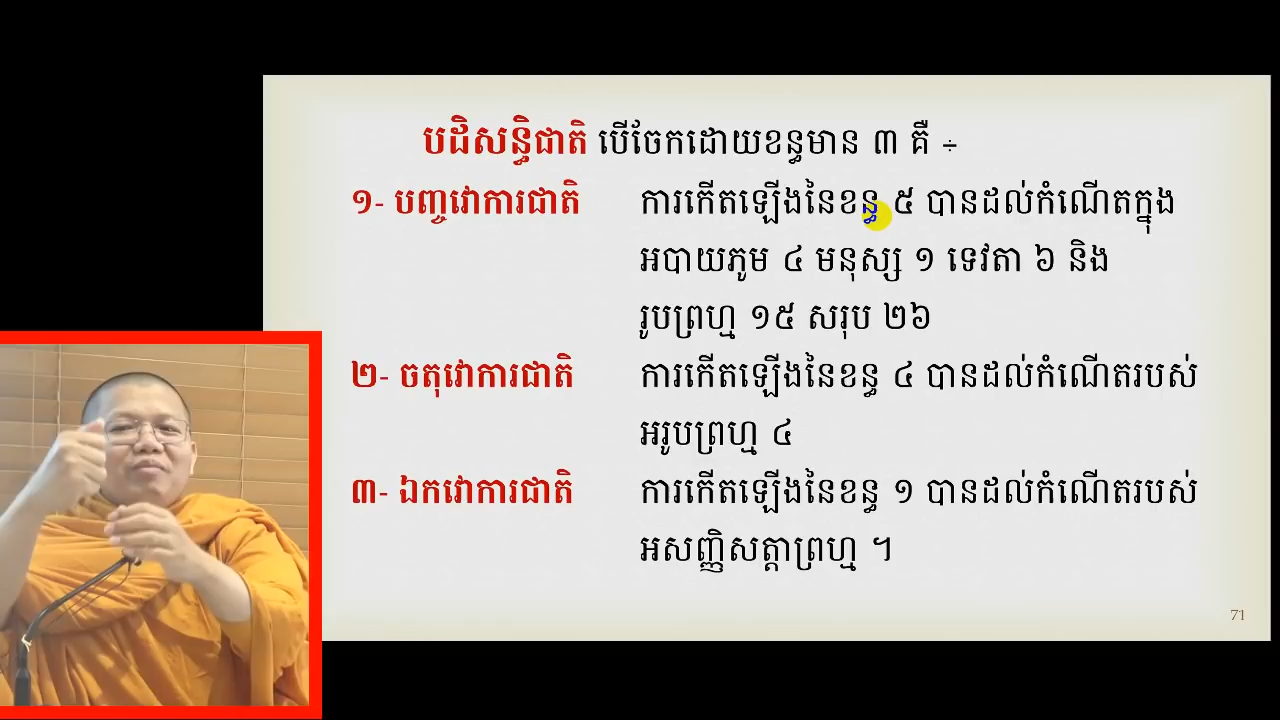 បដិសន្ធិជាតិ បើចែកដោយខន្ធមាន ៣ គឺ ÷
១- បញ្ចវោការជាតិ ការកើតឡើងនៃខន្ធ ៥ បានដល់កំណើតក្នុង
អបាយភូម ៤ មនុស្ស ១ ទេវតា ៦ និង
រូបព្រហ្ម ១៥ សរុប ២៦
២- ចតុវោការជាតិ ការកើតឡើងនៃខន្ធ ៤ បានដល់កំណើតរបស់
អរូបព្រហ្ម ៤
៣- ឯកវោការជាតិ ការកើតឡើងនៃខន្ធ ១ បានដល់កំណើតរបស់
អសញ្ញិសត្តាព្រហ្ម ។
71